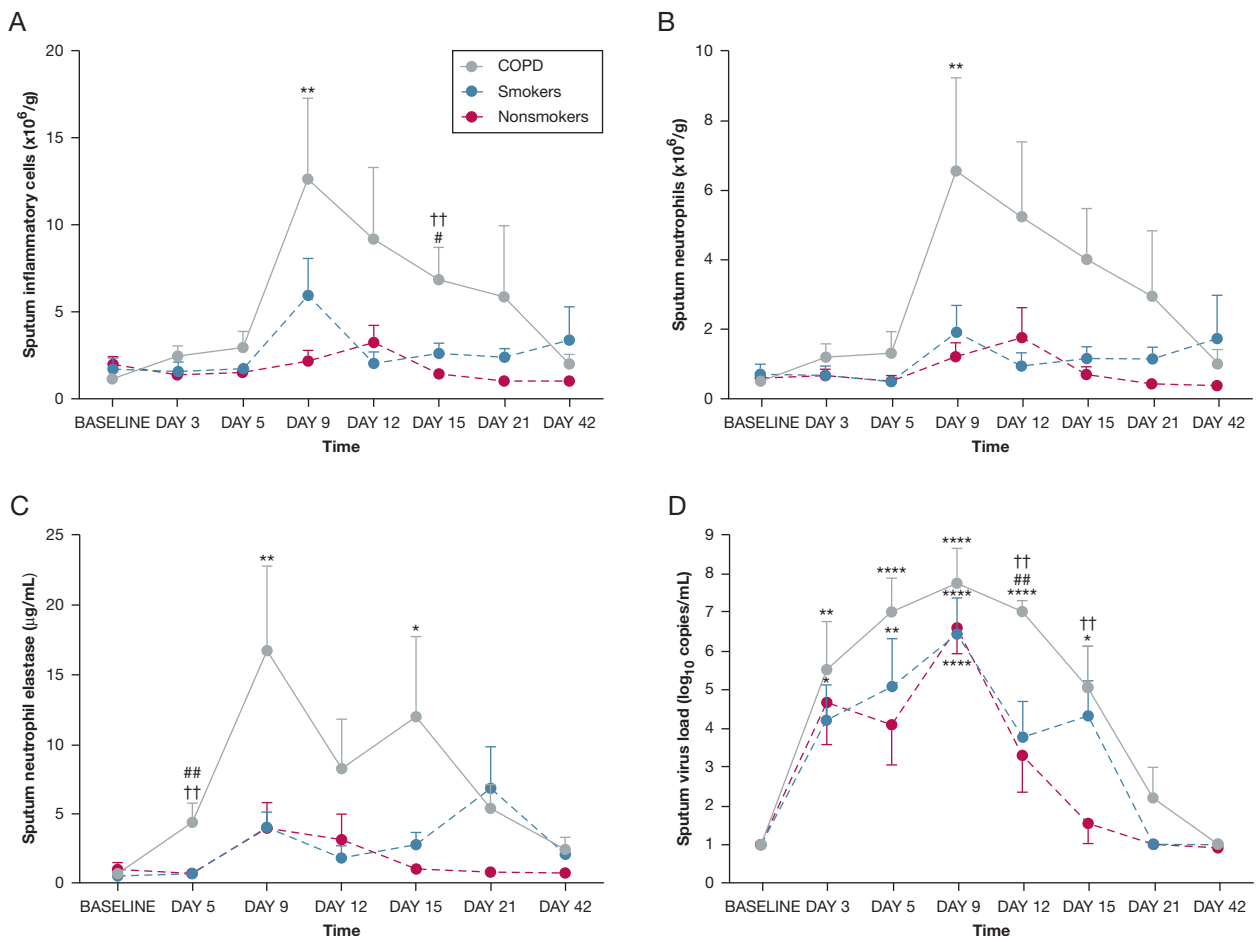 A
Sputum inflammatory cells (x10⁶/g)
20
15
10
5
0
COPD
Smokers
Nonsmokers
**
††
#
BASELINE DAY 3 DAY 5 DAY 9 DAY 12 DAY 15 DAY 21 DAY 42
Time
B
Sputum neutrophils (x10⁶/g)
10
8
6
4
2
0
**
BASELINE DAY 3 DAY 5 DAY 9 DAY 12 DAY 15 DAY 21 DAY 42
Time
C
Sputum neutrophil elastase (µg/mL)
25
20
15
10
5
0
##
††
**
*
BASELINE DAY 5 DAY 9 DAY 12 DAY 15 DAY 21 DAY 42
Time
D
Sputum virus load (log₁₀ copies/mL)
9
8
7
6
5
4
3
2
1
0
**
*
****
**
****
****
****
††
##
****
††
*
BASELINE DAY 3 DAY 5 DAY 9 DAY 12 DAY 15 DAY 21 DAY 42
Time